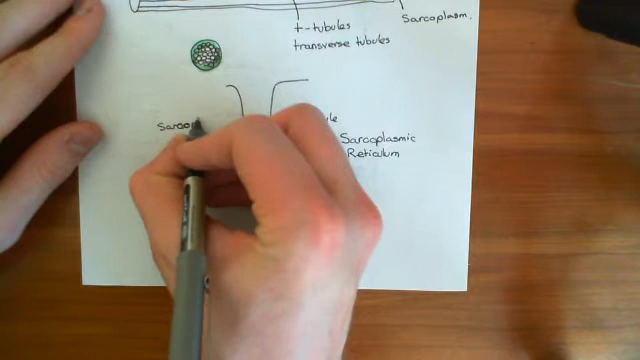 Sarcoplasm.
t-tubules
transverse tubules
Sarcoplasmic
Reticulum